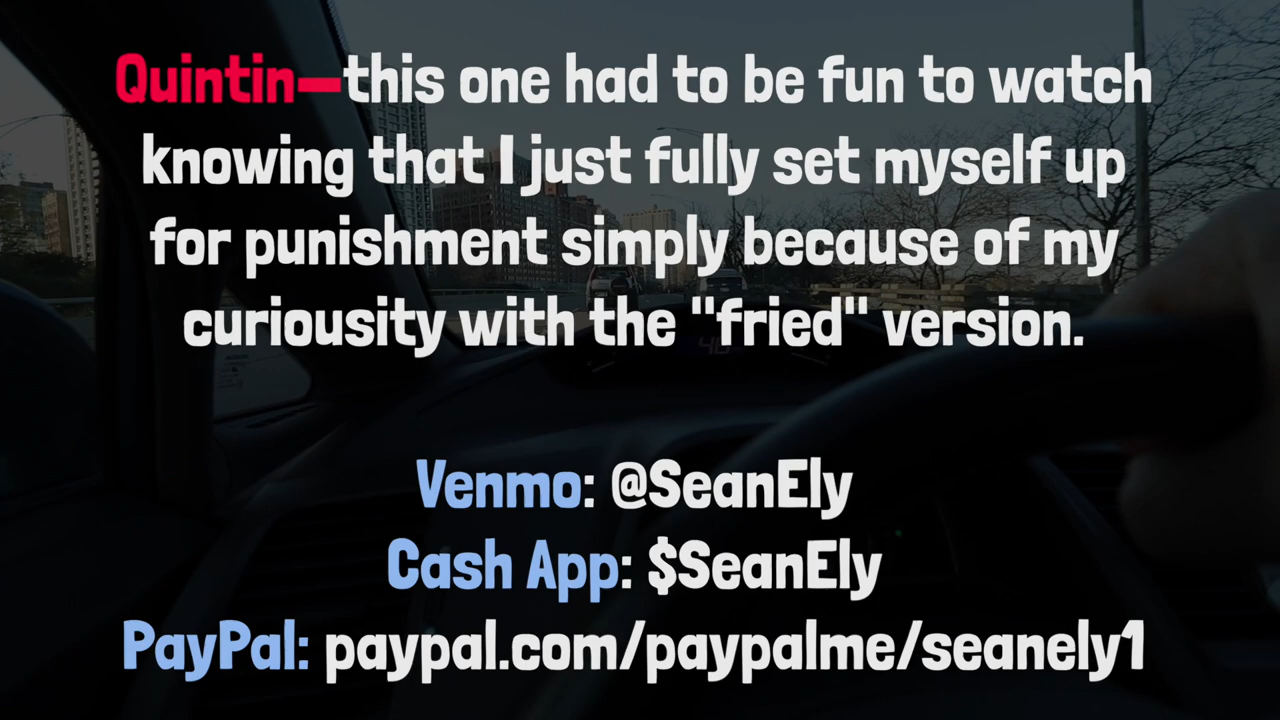 Quintin—this one had to be fun to watch
knowing that I just fully set myself up
for punishment simply because of my
curiousity with the "fried" version.
Venmo: @SeanEly
Cash App: $SeanEly
PayPal: paypal.com/paypalme/seanely1